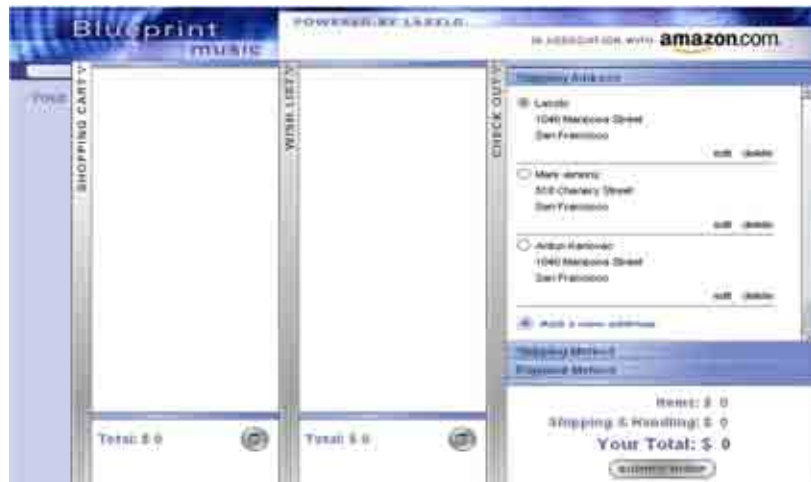 Blueprint
music
POWERED BY LASZLO
IN ASSOCIATION WITH amazon.com
Your
SHOPPING CART
WISH LIST
CHECK OUT
Shipping Address
Laszlo
1040 Mariposa Street
San Francisco
edit delete
510 Chenery Street
San Francisco
edit delete
1040 Mariposa Street
San Francisco
edit delete
Add a new address
Shipping Method
Payment Method
Total: $ 0
Total: $ 0
Items: $ 0
Shipping & Handling: $ 0
Your Total: $ 0
submit order